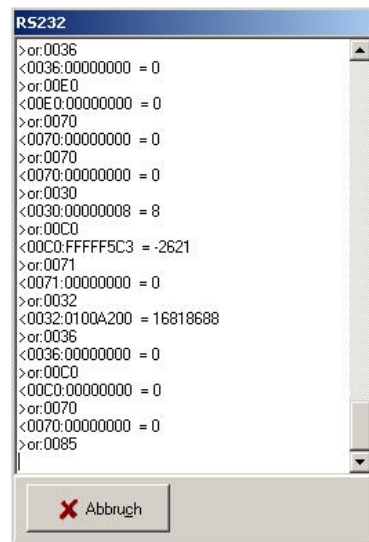 RS232
>or:0036
<0036:00000000 = 0
>or:00E0
<00E0:00000000 = 0
>or:0070
<0070:00000000 = 0
>or:0070
<0070:00000000 = 0
>or:0030
<0030:00000008 = 8
>or:00C0
<00C0:FFFFF5C3 = -2621
>or:0071
<0071:00000000 = 0
>or:0032
<0032:0100A200 = 16818688
>or:0036
<0036:00000000 = 0
>or:00C0
<00C0:00000000 = 0
>or:0070
<0070:00000000 = 0
>or:0085
Abbruch